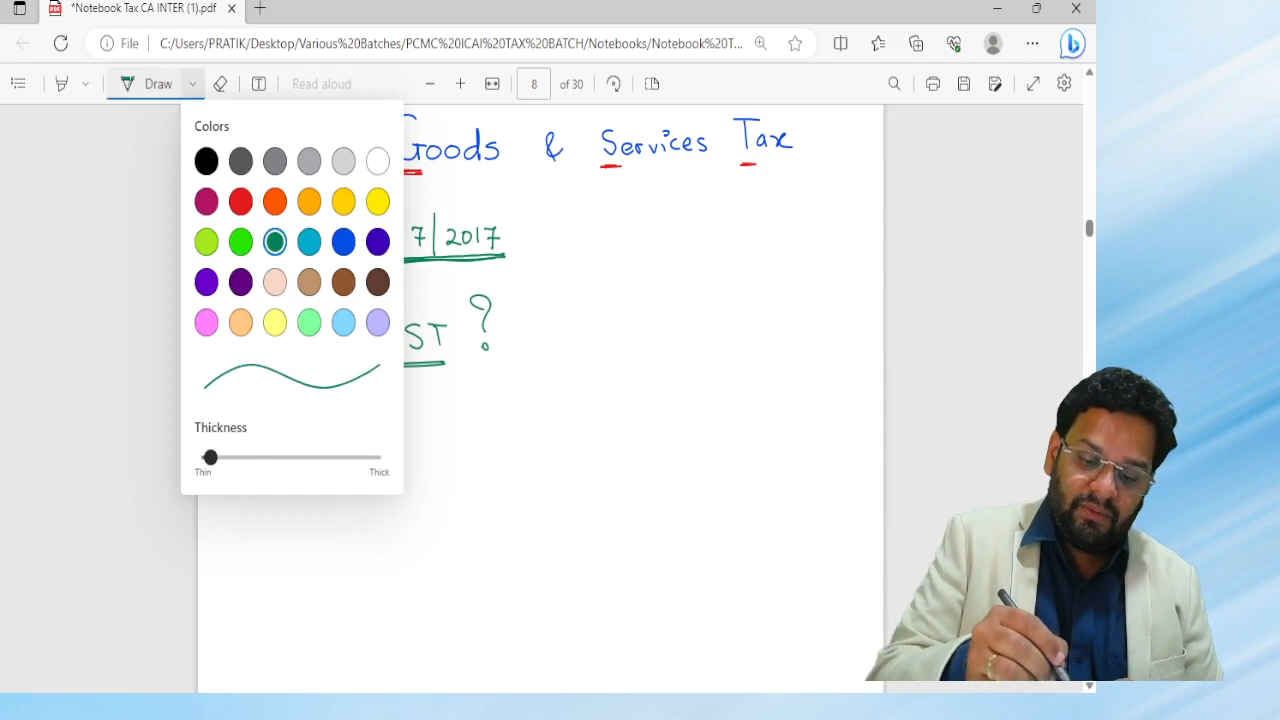 *Notebook Tax CA INTER (1).pdf
File C:/Users/PRATIK/Desktop/Various%20Batches/PCMC%20ICAI%20TAX%20BATCH/Notebooks/Notebook%20T...
Draw Read aloud 8 of 30
Colors
Goods & Services Tax
7|2017
ST ?
Thickness
Thin Thick